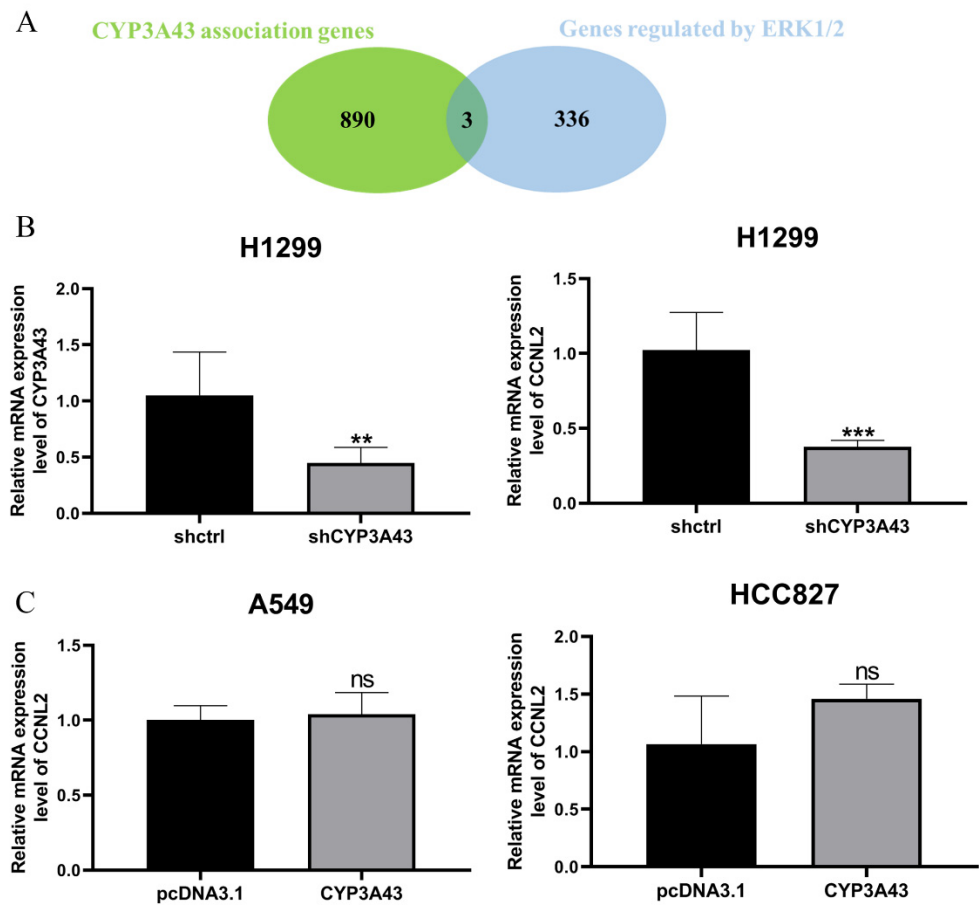 A
CYP3A43 association genes
Genes regulated by ERK1/2
890
3
336
B
H1299
Relative mRNA expression
level of CYP3A43
2.0
1.5
1.0
0.5
0.0
**
shctrl
shCYP3A43
H1299
Relative mRNA expression
level of CCNL2
1.5
1.0
0.5
0.0
***
shctrl
shCYP3A43
C
A549
Relative mRNA expression
level of CCNL2
1.5
1.0
0.5
0.0
ns
pcDNA3.1
CYP3A43
HCC827
Relative mRNA expression
level of CCNL2
2.0
1.5
1.0
0.5
0.0
ns
pcDNA3.1
CYP3A43